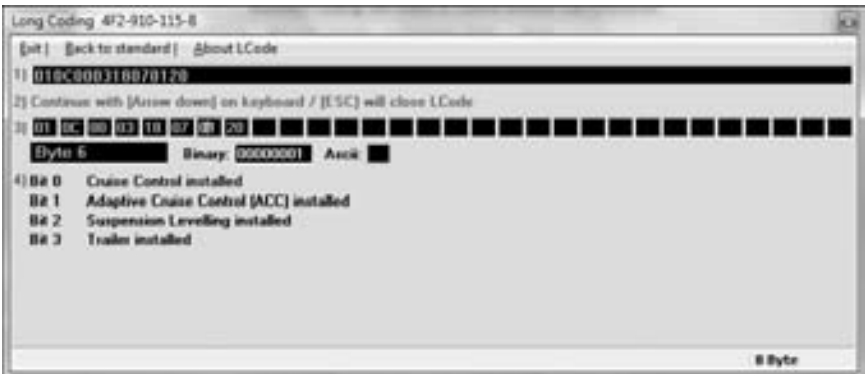 Long Coding 4F2-910-115-8
Exit | Back to standard | About LCode
1) 010C000318070120
2) Continue with [Arrow down] on keyboard / [ESC] will close LCode
3) 01 0C 00 03 18 07 01 20
Byte 6 Binary: 00000001 Ascii:
4) Bit 0 Cruise Control installed
Bit 1 Adaptive Cruise Control (ACC) installed
Bit 2 Suspension Levelling installed
Bit 3 Trailer installed
8 Byte